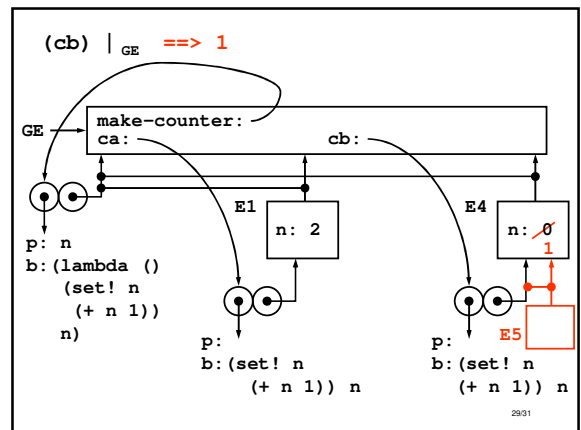 (cb) | GE ==> 1
make-counter:
GE
ca: cb:
E1 E4
n: 2 n: 0
1
p: n
b:(lambda ()
(set! n
(+ n 1))
n)
E5
p:
b:(set! n
(+ n 1)) n
p:
b:(set! n
(+ n 1)) n
29/31